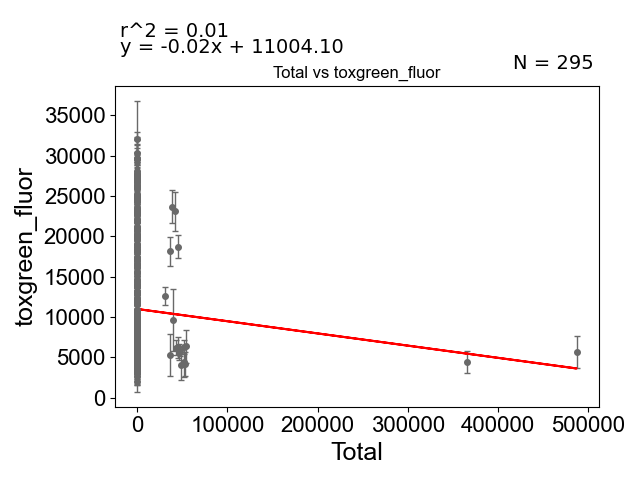 r^2 = 0.01
y = -0.02x + 11004.10
N = 295
Total vs toxgreen_fluor
35000
30000
25000
20000
15000
10000
5000
0
toxgreen_fluor
0 100000 200000 300000 400000 500000
Total